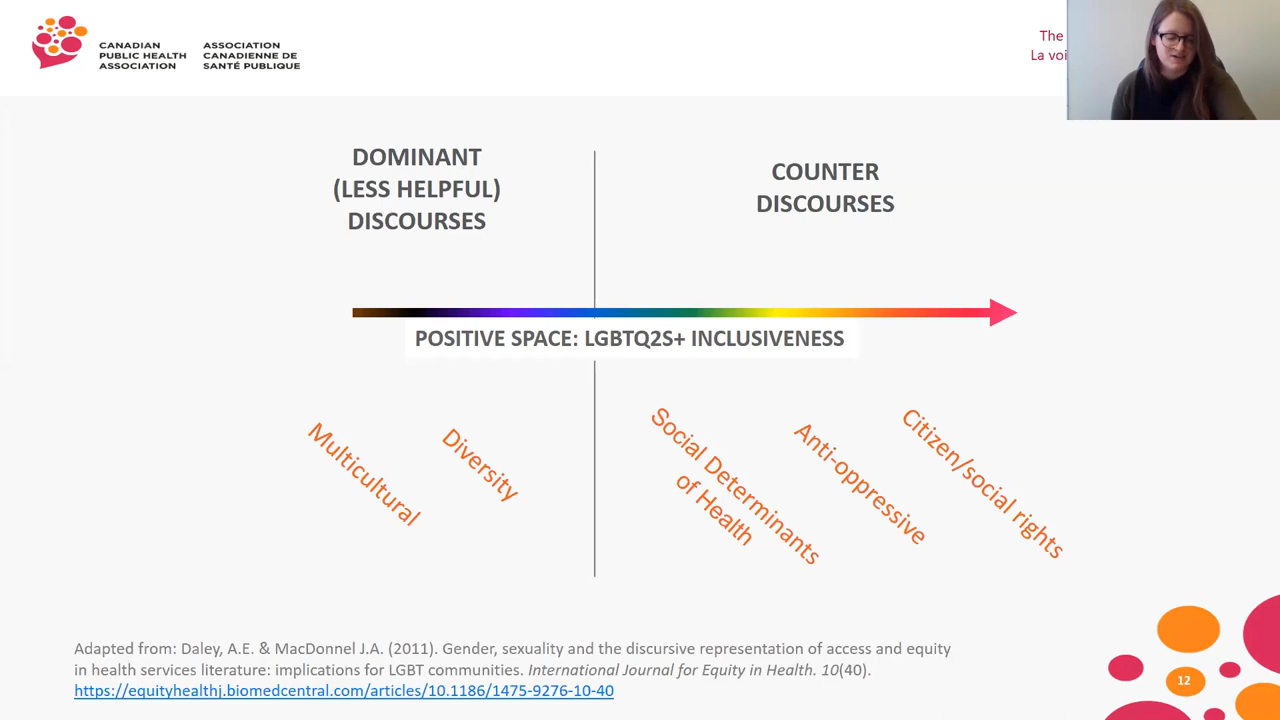 CANADIAN
PUBLIC HEALTH
ASSOCIATION
ASSOCIATION
CANADIENNE DE
SANTÉ PUBLIQUE
The
La voi
DOMINANT
(LESS HELPFUL)
DISCOURSES
COUNTER
DISCOURSES
POSITIVE SPACE: LGBTQ2S+ INCLUSIVENESS
Multicultural
Diversity
Social Determinants
of Health
Anti-oppressive
Citizen/social rights
Adapted from: Daley, A.E. & MacDonnel J.A. (2011). Gender, sexuality and the discursive representation of access and equity
in health services literature: implications for LGBT communities. International Journal for Equity in Health. 10(40).
https://equityhealthj.biomedcentral.com/articles/10.1186/1475-9276-10-40
12